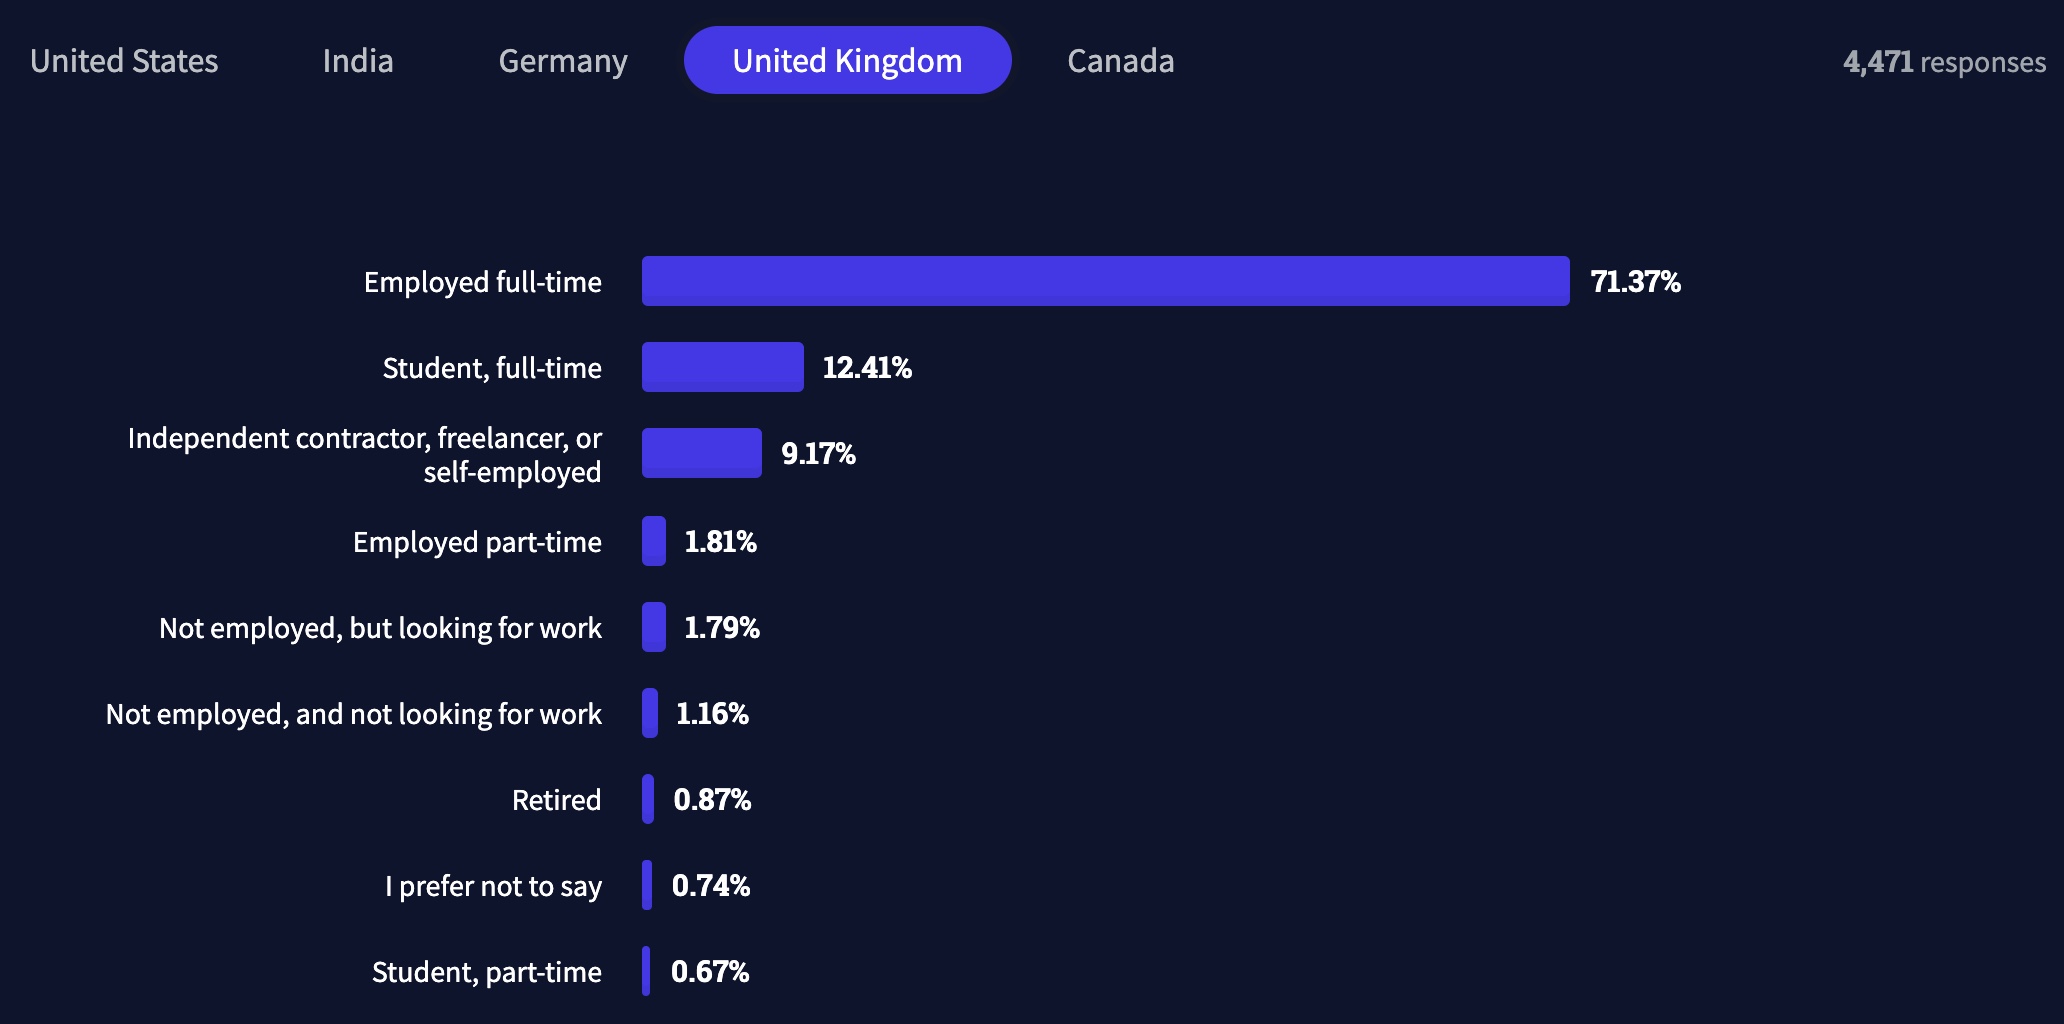 United States
India
Germany
United Kingdom
Canada
4,471 responses
Employed full-time
71.37%
Student, full-time
12.41%
Independent contractor, freelancer, or
self-employed
9.17%
Employed part-time
1.81%
Not employed, but looking for work
1.79%
Not employed, and not looking for work
1.16%
Retired
0.87%
I prefer not to say
0.74%
Student, part-time
0.67%